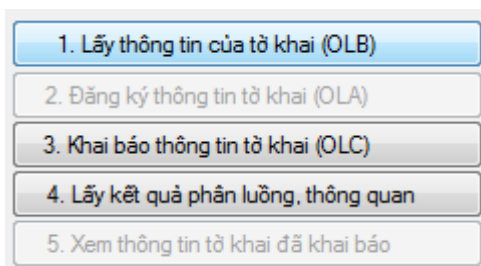 1. Lấy thông tin của tờ khai (OLB)
2. Đăng ký thông tin tờ khai (OLA)
3. Khai báo thông tin tờ khai (OLC)
4. Lấy kết quả phân luồng, thông quan
5. Xem thông tin tờ khai đã khai báo